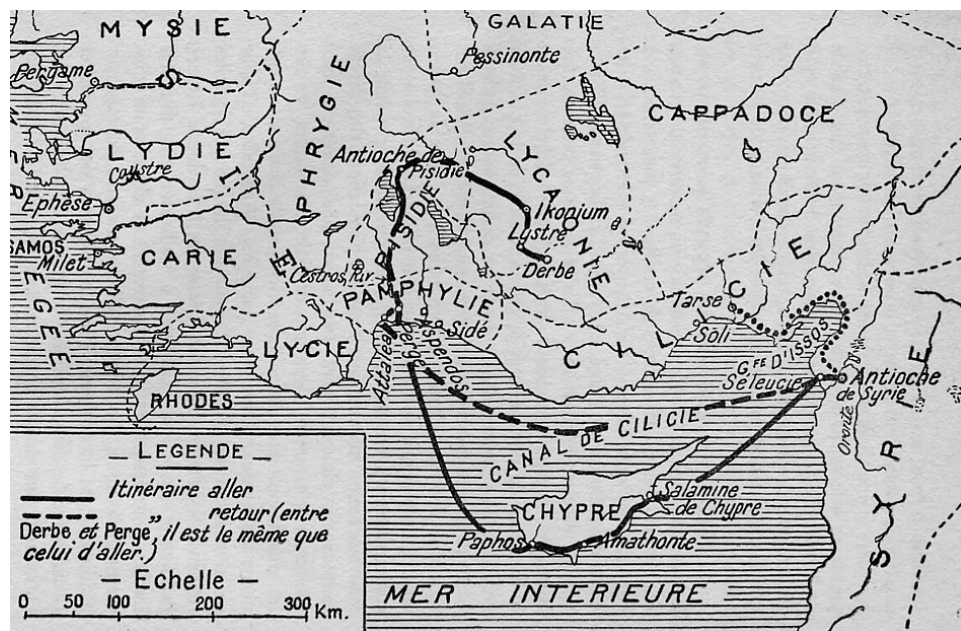 MYSIE
GALATIE
Pergame
Pessinonte
PHRYGIE
CAPPADOCE
LYDIE
Caystre
Antioche de
Pisidie
LYCAONIE
Ephèse
PISIDIE
Ikonium
Lustre
SAMOS
Milet
CARIE
Derbe
EGEE
Cestros, Riv.
PAMPHYLIE
Tarse
CILICIE
Sidé
Soli
LYCIE
Attaleia
Perge
Aspendos
GFE D'ISSOS
Séleucie
Antioche
de Syrie
RHODES
Oronte
SYRIE
CANAL DE CILICIE
Salamine
de Chypre
CHYPRE
Paphos
Amathonte
MER INTERIEURE
_ LEGENDE _
Itinéraire aller
" retour (entre
Derbe et Pergé, il est le même que
celui d'aller.)
— Echelle —
0 50 100 200 300 Km.